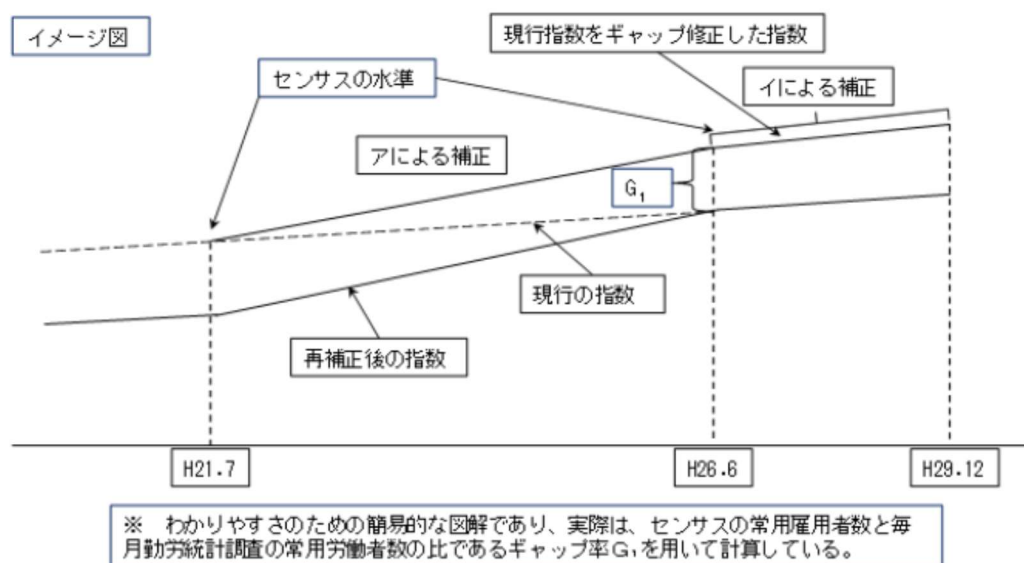 イメージ図
現行指数をギャップ修正した指数
センサスの水準
イによる補正
アによる補正
G₁
現行の指数
再補正後の指数
H21.7
H26.6
H29.12
※　わかりやすさのための簡易的な図解であり、実際は、センサスの常用雇用者数と毎
月勤労統計調査の常用労働者数の比であるギャップ率G₁を用いて計算している。